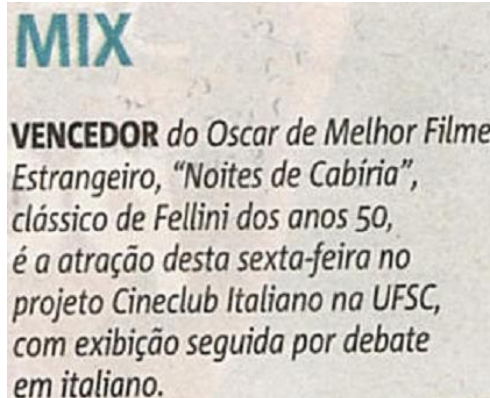 MIX
VENCEDOR do Oscar de Melhor Filme
Estrangeiro, “Noites de Cabíria”,
clássico de Fellini dos anos 50,
é a atração desta sexta-feira no
projeto Cineclub Italiano na UFSC,
com exibição seguida por debate
em italiano.